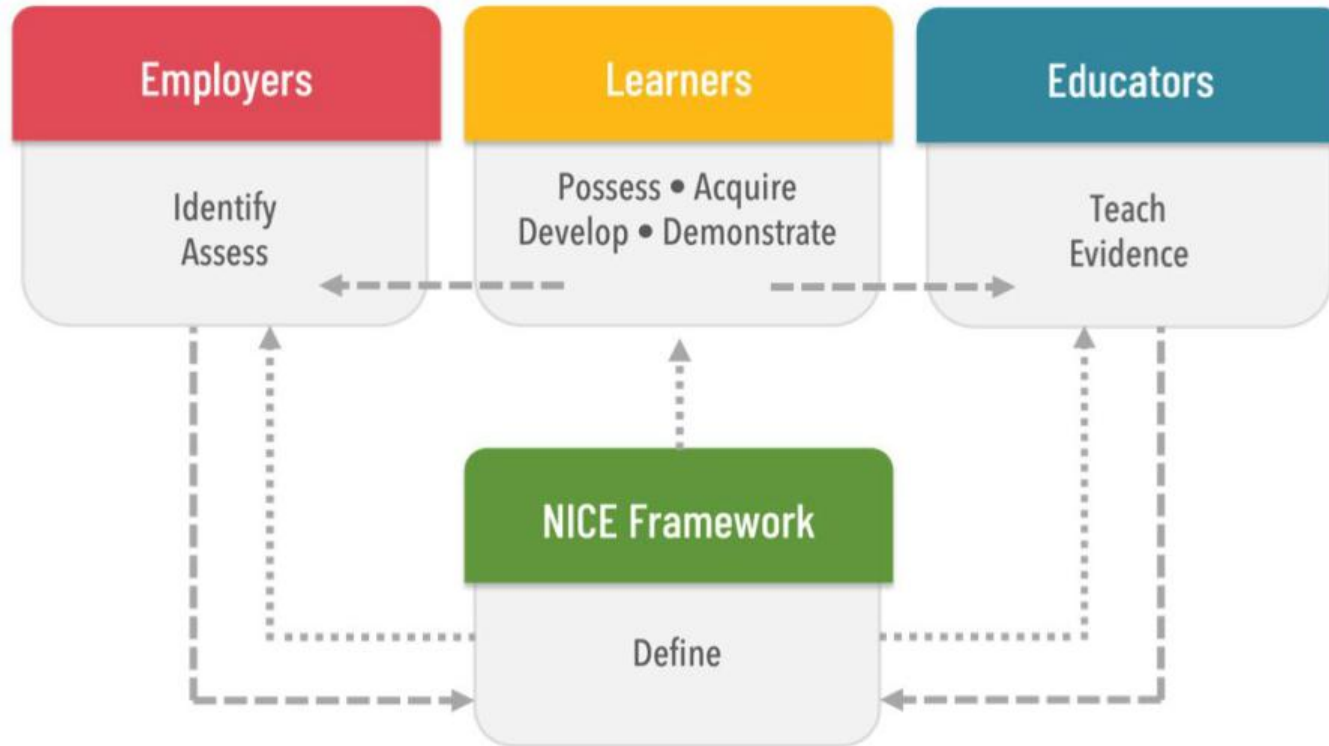 Employers
Learners
Educators
Identify
Assess
Possess • Acquire
Develop • Demonstrate
Teach
Evidence
NICE Framework
Define